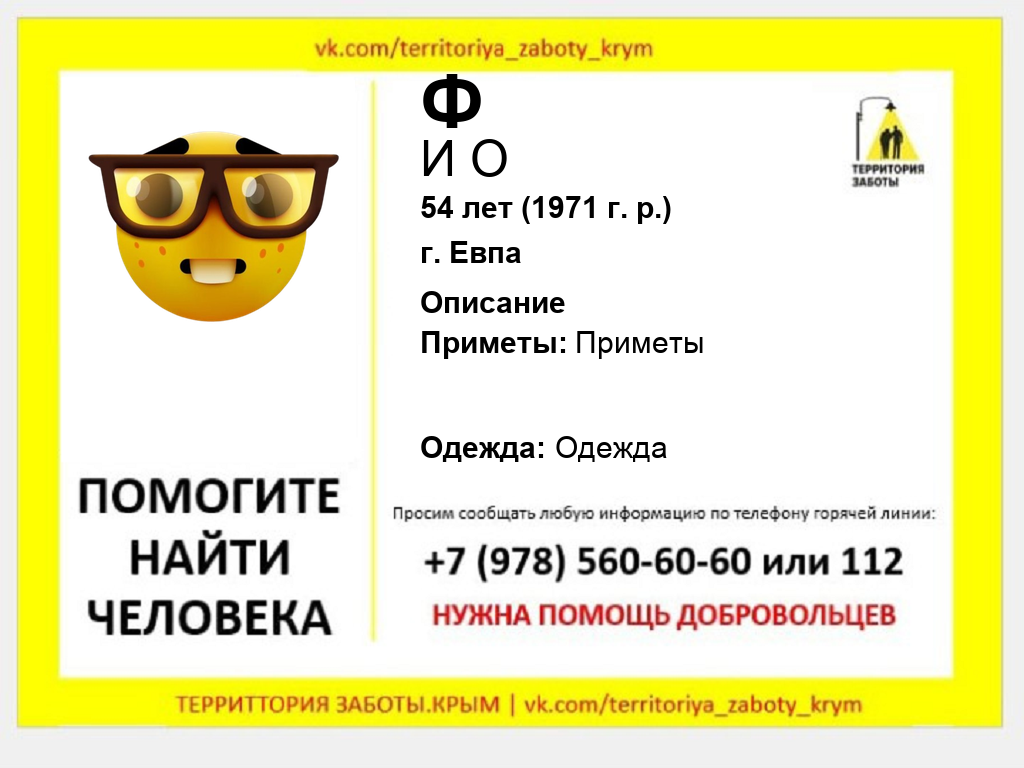 vk.com/territoriya_zaboty_krym
Ф
И О
54 лет (1971 г. р.)
г. Евпа
Описание
Приметы: Приметы
Одежда: Одежда
ТЕРРИТОРИЯ
ЗАБОТЫ
ПОМОГИТЕ
НАЙТИ
ЧЕЛОВЕКА
Просим сообщать любую информацию по телефону горячей линии:
+7 (978) 560-60-60 или 112
НУЖНА ПОМОЩЬ ДОБРОВОЛЬЦЕВ
ТЕРРИТТОРИЯ ЗАБОТЫ.КРЫМ | vk.com/territoriya_zaboty_krym